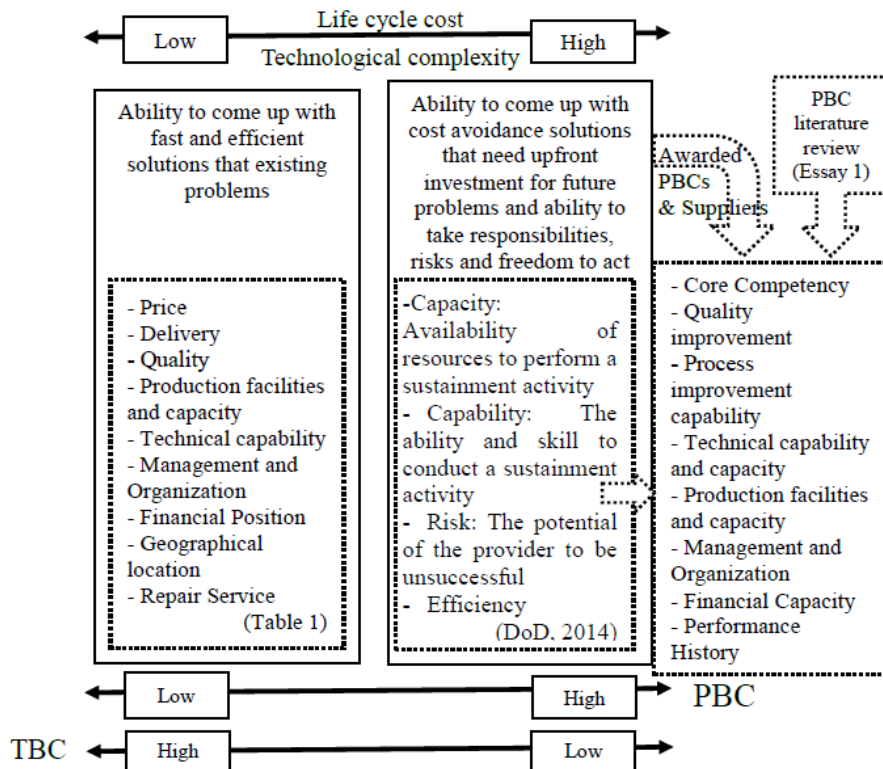 Life cycle cost
Low
High
Technological complexity
Ability to come up with
fast and efficient
solutions that existing
problems
- Price
- Delivery
- Quality
- Production facilities
and capacity
- Technical capability
- Management and
Organization
- Financial Position
- Geographical
location
- Repair Service
(Table 1)
Ability to come up with
cost avoidance solutions
that need upfront
investment for future
problems and ability to
take responsibilities,
risks and freedom to act
-Capacity:
Availability of
resources to perform a
sustainment activity
- Capability: The
ability and skill to
conduct a sustainment
activity
- Risk: The potential
of the provider to be
unsuccessful
- Efficiency
(DoD, 2014)
Awarded
PBCs
& Suppliers
PBC
literature
review
(Essay 1)
- Core Competency
- Quality
improvement
- Process
improvement
capability
- Technical capability
and capacity
- Production facilities
and capacity
- Management and
Organization
- Financial Capacity
- Performance
History
Low
High
PBC
TBC
High
Low